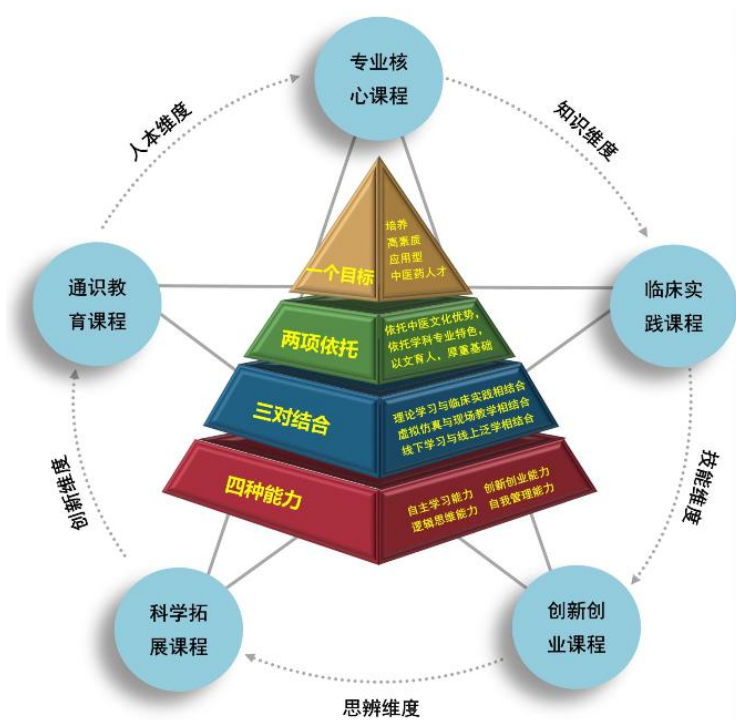 专业核
心课程
人本维度
知识维度
通识教
育课程
临床实
践课程
一个目标
培养
高素质
应用型
中医药人才
两项依托
依托中医文化优势，
依托学科专业特色，
以文育人，厚重基础
三对结合
理论学习与临床实践相结合
虚拟仿真与现场教学相结合
线下学习与线上泛学相结合
四种能力
自主学习能力 创新创业能力
逻辑思维能力 自我管理能力
创新维度
技能维度
科学拓
展课程
创新创
业课程
思辨维度